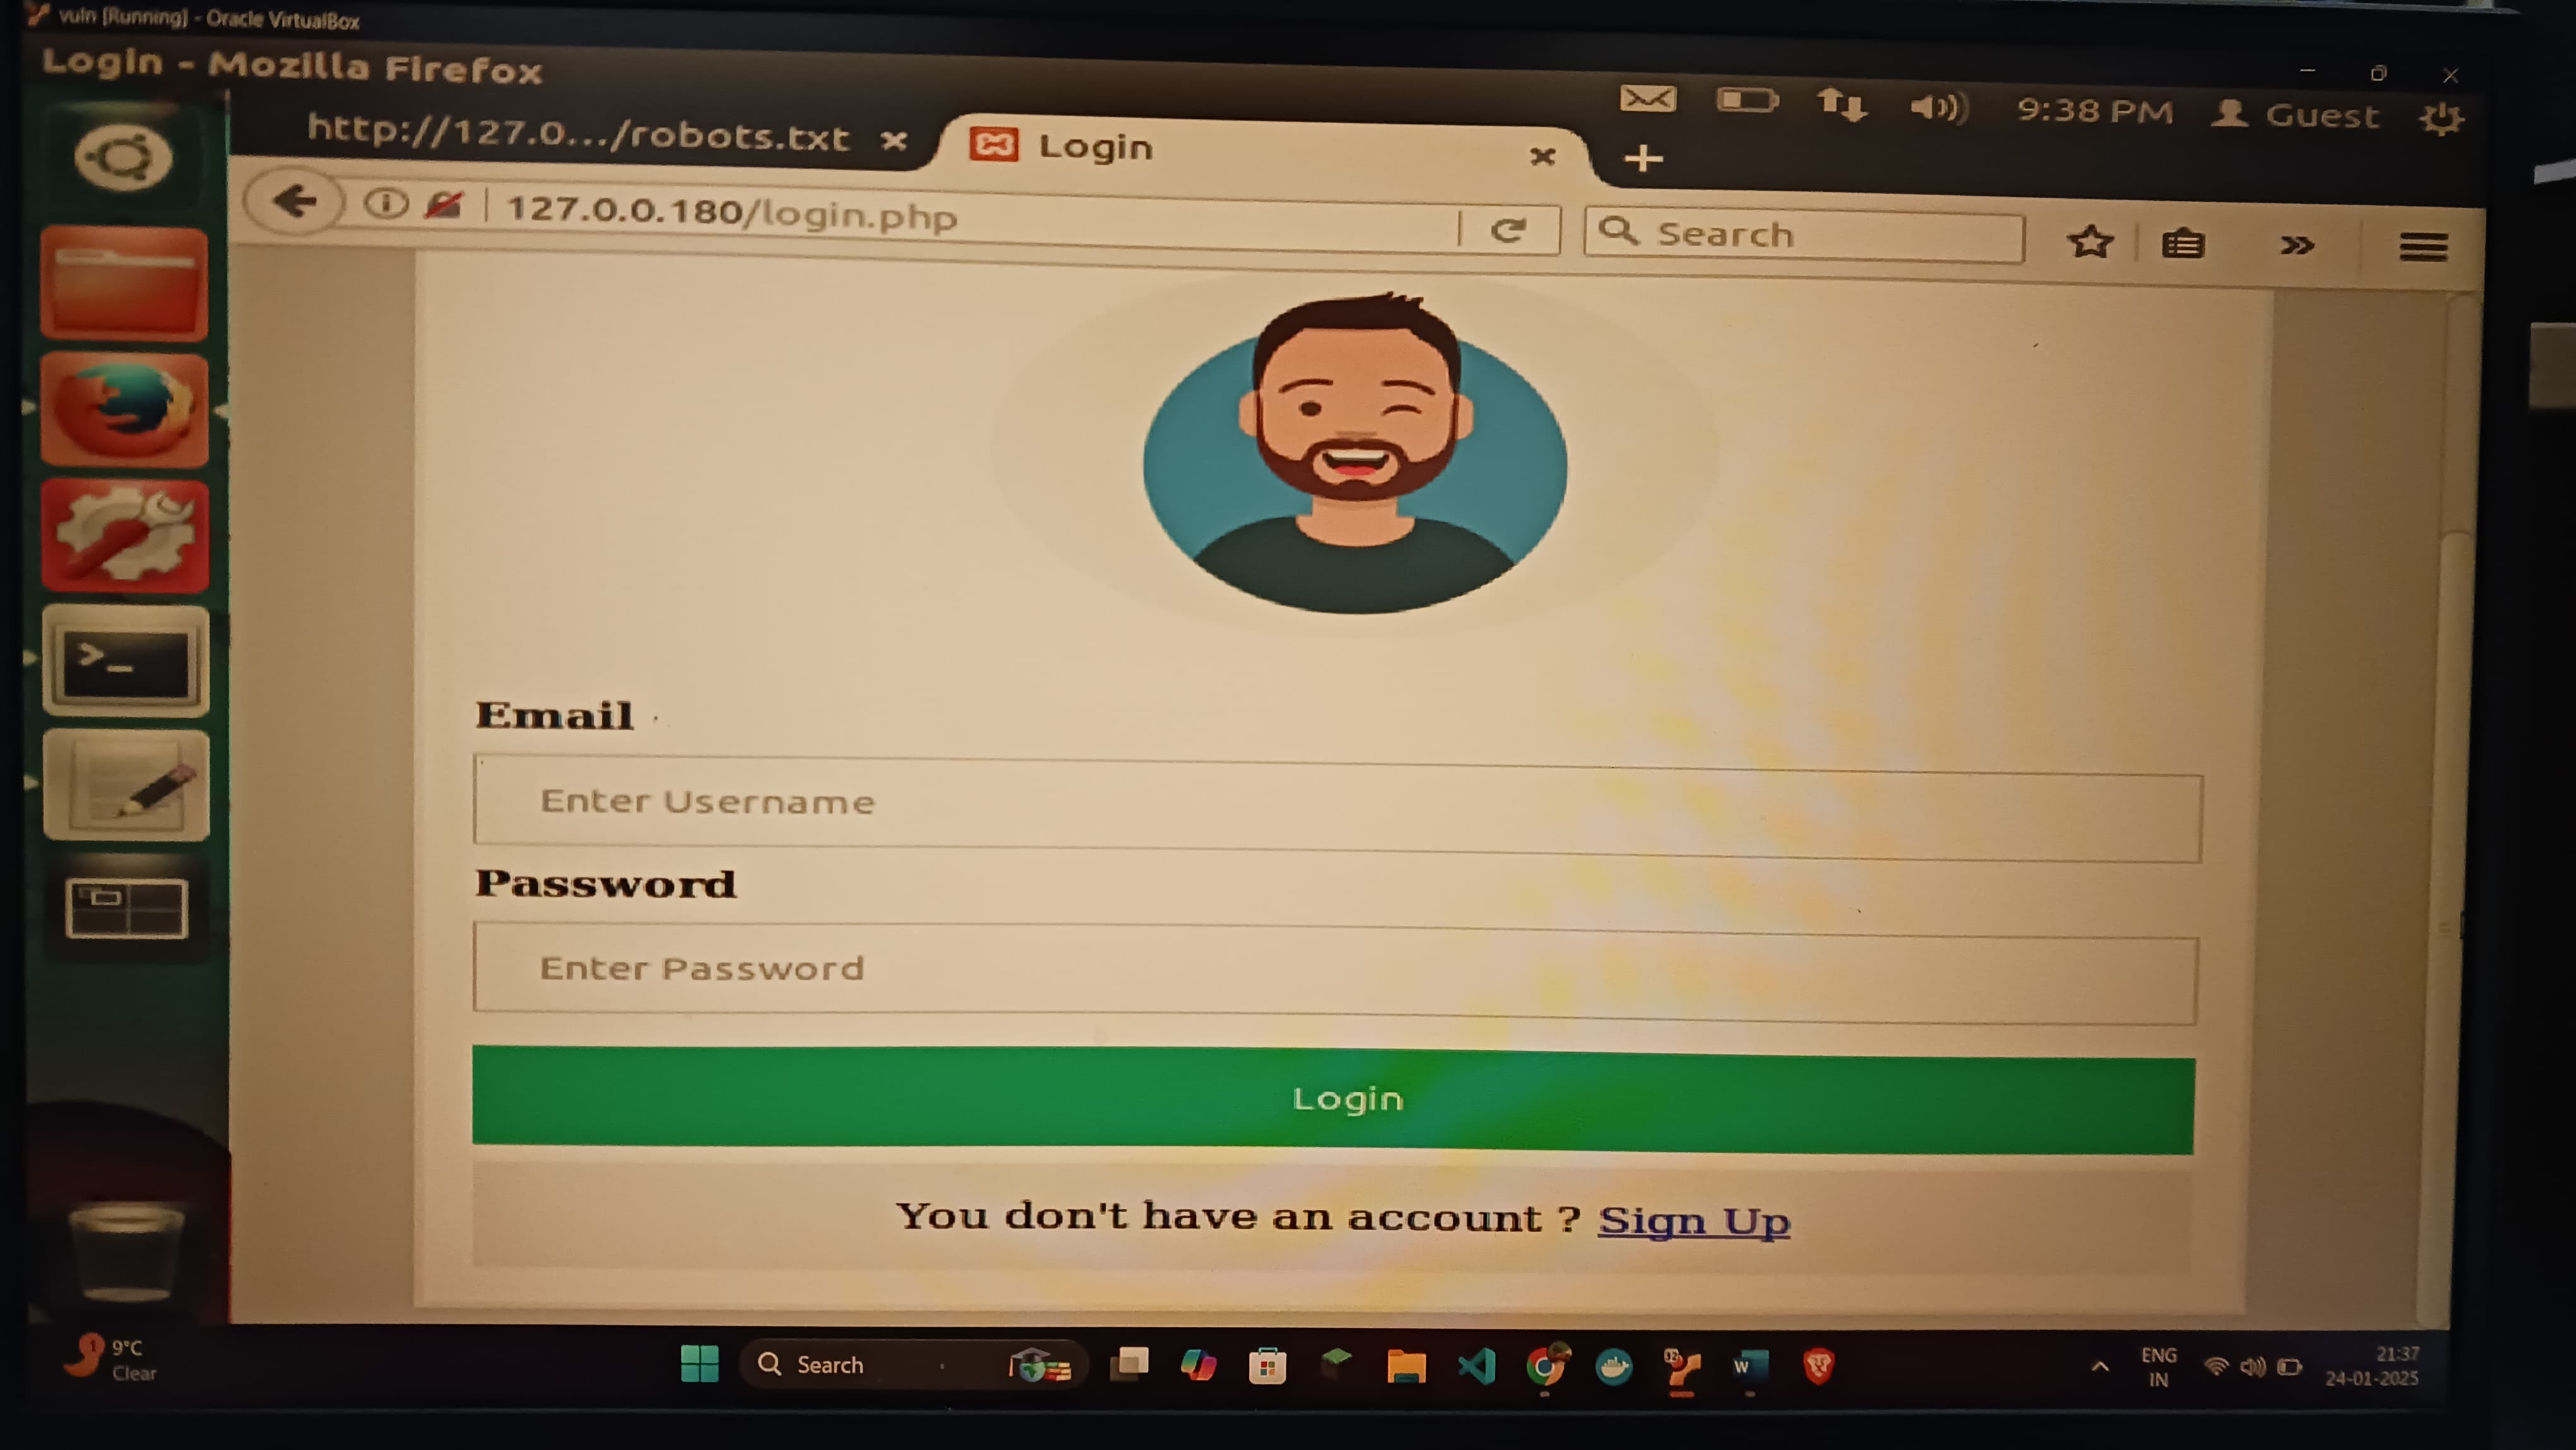 vuln [Running] - Oracle VirtualBox
Login - Mozilla Firefox
9:38 PM Guest
http://127.0.../robots.txt
Login
127.0.0.180/login.php
Search
Email
Enter Username
Password
Enter Password
Login
You don't have an account ? Sign Up
9°C
Clear
Search
W
ENG
IN
21:37
24-01-2025